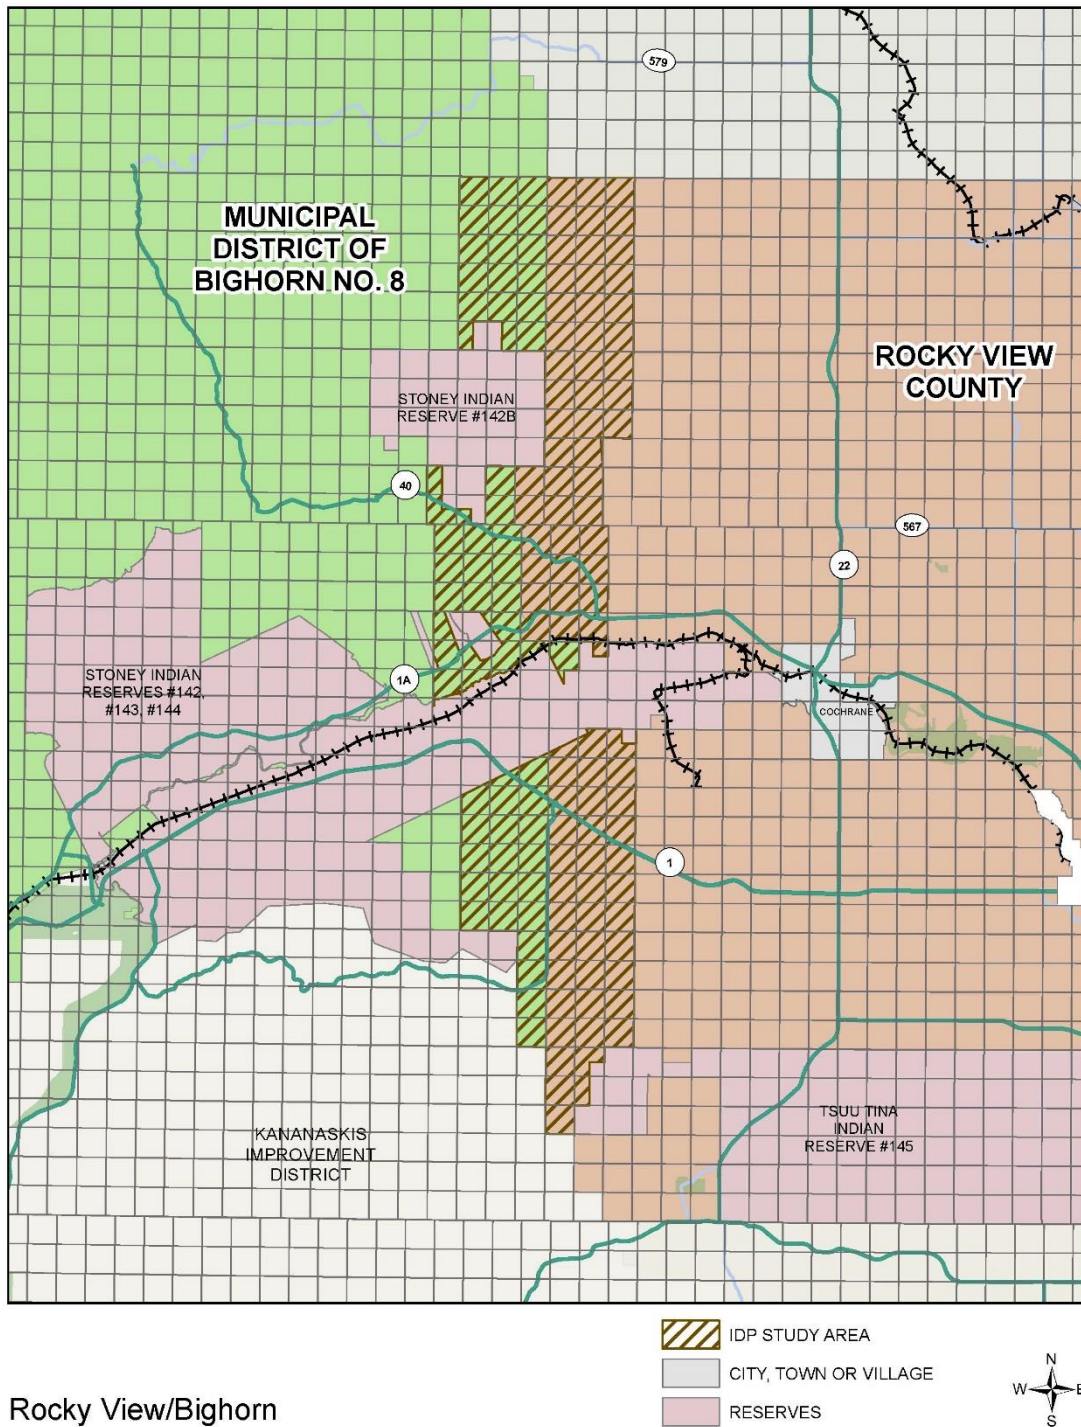 579
MUNICIPAL
DISTRICT OF
BIGHORN NO. 8
ROCKY VIEW
COUNTY
STONEY INDIAN
RESERVE #142B
40
567
22
STONEY INDIAN
RESERVES #142,
#143, #144
1A
COCHRANE
1
TSUU TINA
INDIAN
RESERVE #145
KANANASKIS
IMPROVEMENT
DISTRICT
IDP STUDY AREA
CITY, TOWN OR VILLAGE
RESERVES
N
W E
S
Rocky View/Bighorn